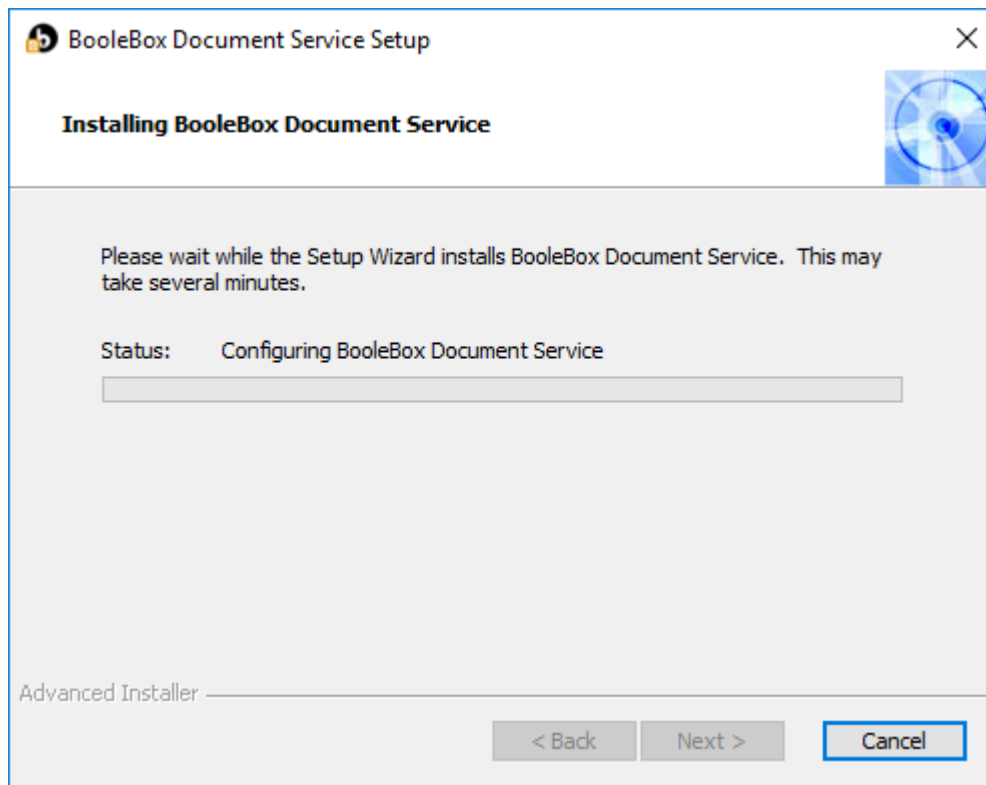 BooleBox Document Service Setup
Installing BooleBox Document Service
Please wait while the Setup Wizard installs BooleBox Document Service. This may
take several minutes.
Status: Configuring BooleBox Document Service
Advanced Installer
< Back Next > Cancel